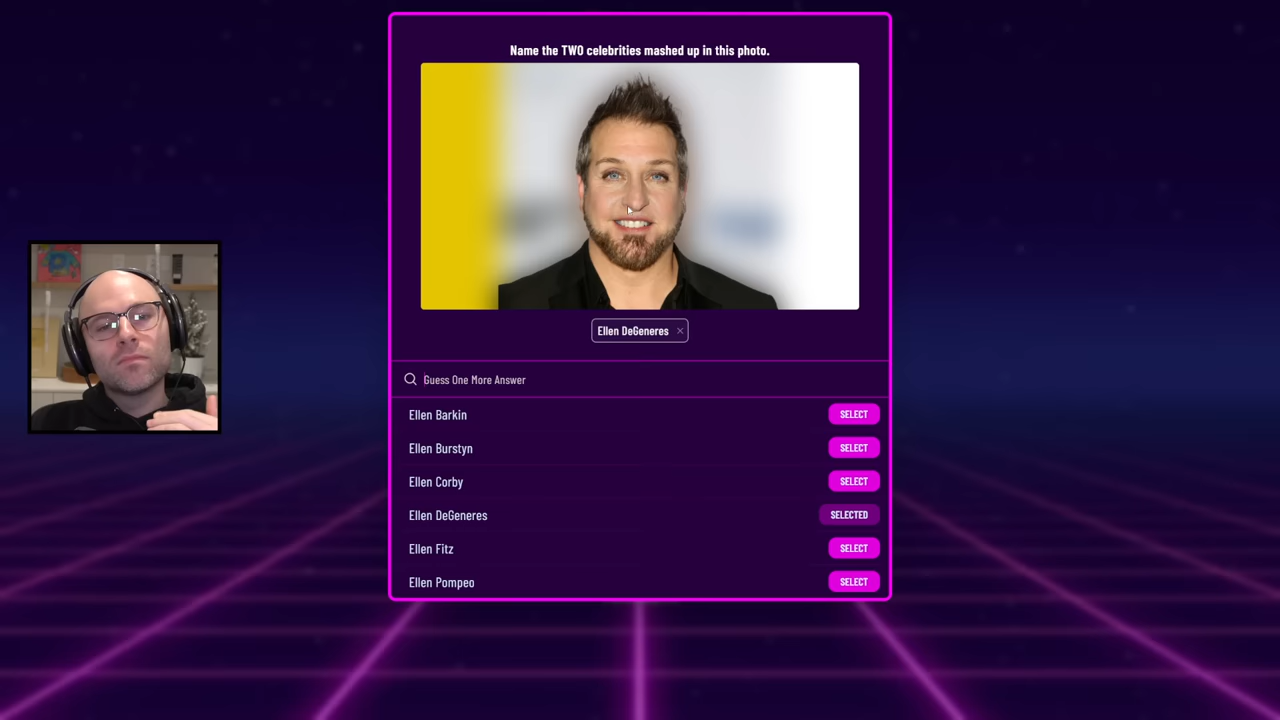 Name the TWO celebrities mashed up in this photo.
Ellen DeGeneres ×
Guess One More Answer
Ellen Barkin SELECT
Ellen Burstyn SELECT
Ellen Corby SELECT
Ellen DeGeneres SELECTED
Ellen Fitz SELECT
Ellen Pompeo SELECT